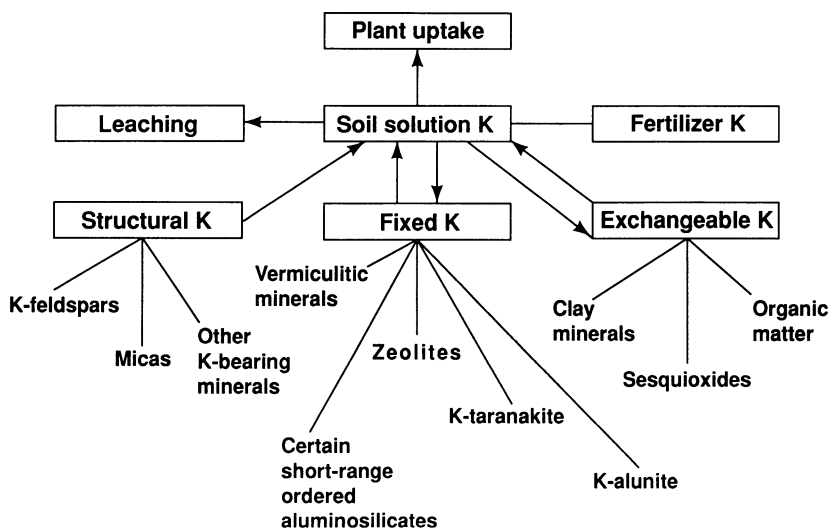 Plant uptake
Leaching
Soil solution K
Fertilizer K
Structural K
Fixed K
Exchangeable K
K-feldspars
Micas
Other
K-bearing
minerals
Vermiculitic
minerals
Certain
short-range
ordered
aluminosilicates
Zeolites
K-taranakite
K-alunite
Clay
minerals
Sesquioxides
Organic
matter